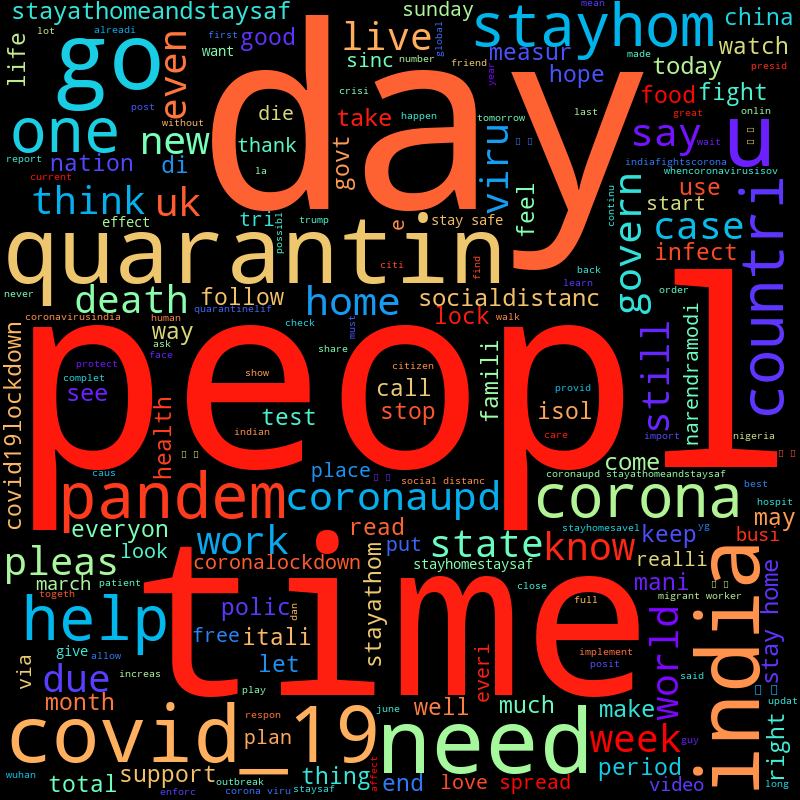 stayathomeandstaysaf
lot
alreadi
want
good
first
sinc
live
global
sunday
number
friend
mean
stayhom
china
life
go
even
day
measur
year
hope
watch
today
made
presid
post
without
die
crisi
take
happen
tomorrow
last
food
fight
great
onlin
one
new
thank
govt
viru
say
wait
u
report
nation
di
la
indiafightscorona
whencoronavirusisov
current
think
uk
tri
possibl
trump
e
stay safe
feel
continu
govern
use
start
case
countri
effect
quarantin
citi
find
back
learn
infect
never
death
follow
home
socialdistanc
order
coronavirusindia
human
quarantinelif
lock
walk
still
narendramodi
covid19lockdown
way
ask
face
check
must
share
protect
peopl
famili
complet
see
show
citizen
call
provid
health
test
stop
isol
indian
care
import
nigeria
come
caus
place
social distanc
coronaupd stayathomeandstaysaf
best
hospit
pandem
coronaupd
corona
may
everyon
read
stayhomesavel
yg
keep
busi
pleas
look
work
put
state
know
realli
march
patient
coronalockdown
stayathom
stayhomestaysaf
mani
india
stay home
togeth
time
close
full
migrant worker
help
polic
dan
free
itali
world
give
allow
let
everi
implement
posit
said
via
due
increas
play
month
june
well
much
make
right
updat
respon
covid_19
plan
need
week
guy
wuhan
support
thing
affect
period
long
total
outbreak
enforc
corona viru
staysaf
end
love
spread
video